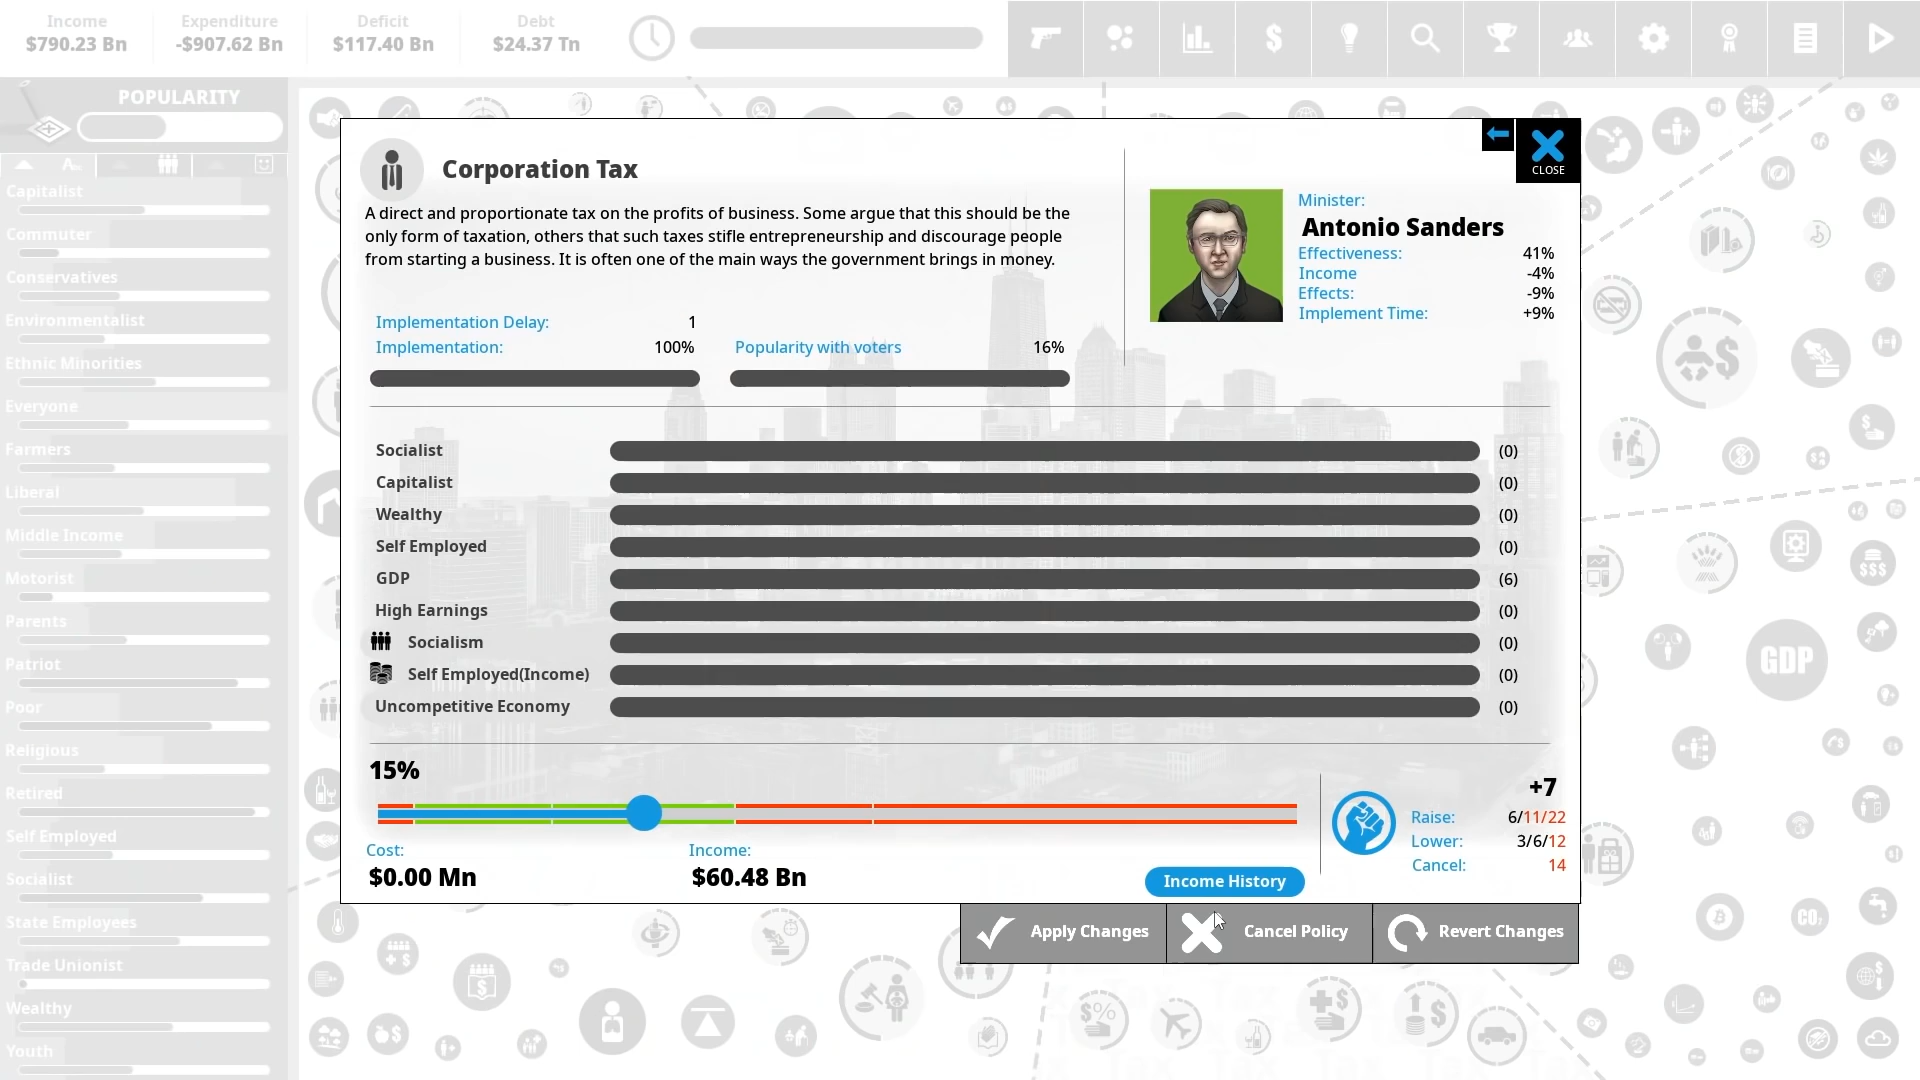 Income
$790.23 Bn
Expenditure
-$907.62 Bn
Deficit
$117.40 Bn
Debt
$24.37 Tn
POPULARITY
Capitalist
Commuter
Conservatives
Environmentalist
Ethnic Minorities
Everyone
Farmers
Liberal
Middle Income
Motorist
Parents
Patriot
Poor
Religious
Retired
Self Employed
Socialist
State Employees
Trade Unionist
Wealthy
Youth
Corporation Tax
A direct and proportionate tax on the profits of business. Some argue that this should be the
only form of taxation, others that such taxes stifle entrepreneurship and discourage people
from starting a business. It is often one of the main ways the government brings in money.
Implementation Delay: 1
Implementation: 100%
Popularity with voters 16%
CLOSE
Minister:
Antonio Sanders
Effectiveness: 41%
Income -4%
Effects: -9%
Implement Time: +9%
Socialist (0)
Capitalist (0)
Wealthy (0)
Self Employed (0)
GDP (6)
High Earnings (0)
Socialism (0)
Self Employed(Income) (0)
Uncompetitive Economy (0)
15%
Cost:
$0.00 Mn
Income:
$60.48 Bn
Income History
+7
Raise: 6/11/22
Lower: 3/6/12
Cancel: 14
Apply Changes
Cancel Policy
Revert Changes
GDP
CO₂